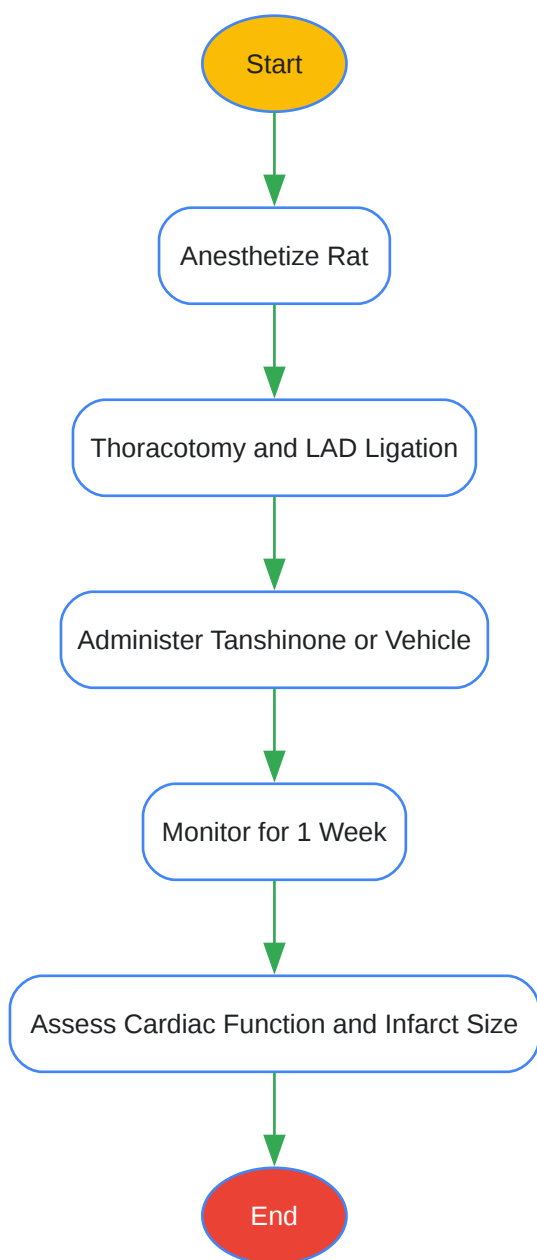 Start
Anesthetize Rat
Thoracotomy and LAD Ligation
Administer Tanshinone or Vehicle
Monitor for 1 Week
Assess Cardiac Function and Infarct Size
End